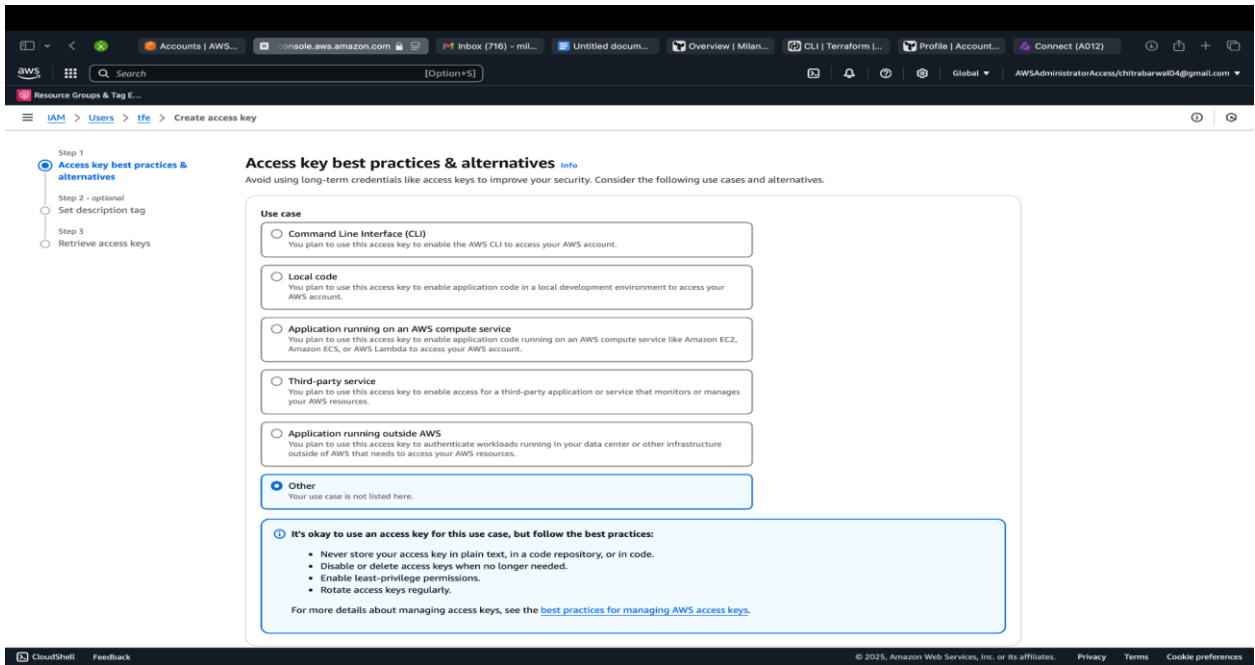 Accounts | AWS...
console.aws.amazon.com
Inbox (716) - mil...
Untitled docum...
Overview | Milan...
CLI | Terraform |...
Profile | Account...
Connect (A012)
aws
Search
[Option+S]
Global
AWSAdministratorAccess/chitrabarwal04@gmail.com
Resource Groups & Tag E...
IAM > Users > tfe > Create access key
Step 1
Access key best practices &
alternatives
Step 2 - optional
Set description tag
Step 3
Retrieve access keys
Access key best practices & alternatives Info
Avoid using long-term credentials like access keys to improve your security. Consider the following use cases and alternatives.
Use case
Command Line Interface (CLI)
You plan to use this access key to enable the AWS CLI to access your AWS account.
Local code
You plan to use this access key to enable application code in a local development environment to access your
AWS account.
Application running on an AWS compute service
You plan to use this access key to enable application code running on an AWS compute service like Amazon EC2,
Amazon ECS, or AWS Lambda to access your AWS account.
Third-party service
You plan to use this access key to enable access for a third-party application or service that monitors or manages
your AWS resources.
Application running outside AWS
You plan to use this access key to authenticate workloads running in your data center or other infrastructure
outside of AWS that needs to access your AWS resources.
Other
Your use case is not listed here.
It's okay to use an access key for this use case, but follow the best practices:
• Never store your access key in plain text, in a code repository, or in code.
• Disable or delete access keys when no longer needed.
• Enable least-privilege permissions.
• Rotate access keys regularly.
For more details about managing access keys, see the best practices for managing AWS access keys.
CloudShell Feedback
© 2025, Amazon Web Services, Inc. or its affiliates. Privacy Terms Cookie preferences